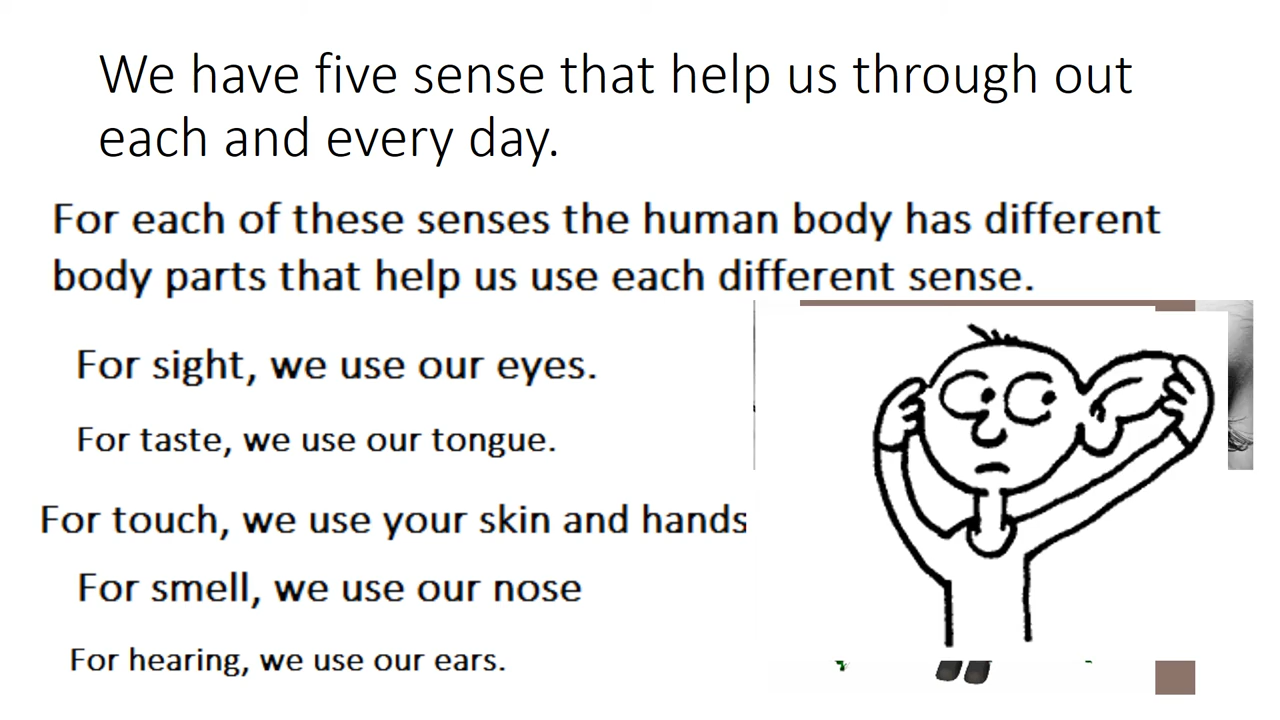 We have five sense that help us through out
each and every day.
For each of these senses the human body has different
body parts that help us use each different sense.
For sight, we use our eyes.
For taste, we use our tongue.
For touch, we use your skin and hands
For smell, we use our nose
For hearing, we use our ears.